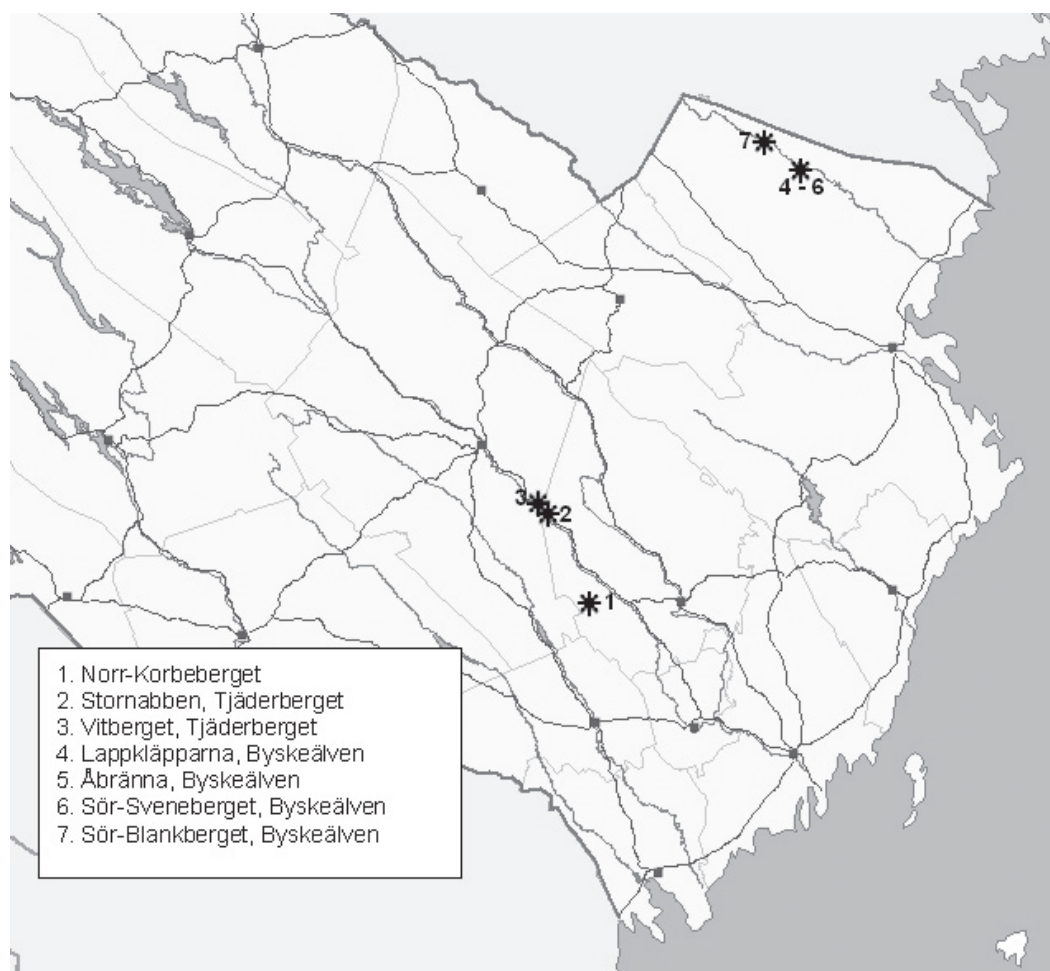 7
4 - 6
3
2
1
1. Norr-Korbeberget
2. Stornabben, Tjäderberget
3. Vitberget, Tjäderberget
4. Lappkläpparna, Byskeälven
5. Åbränna, Byskeälven
6. Sör-Sveneberget, Byskeälven
7. Sör-Blankberget, Byskeälven